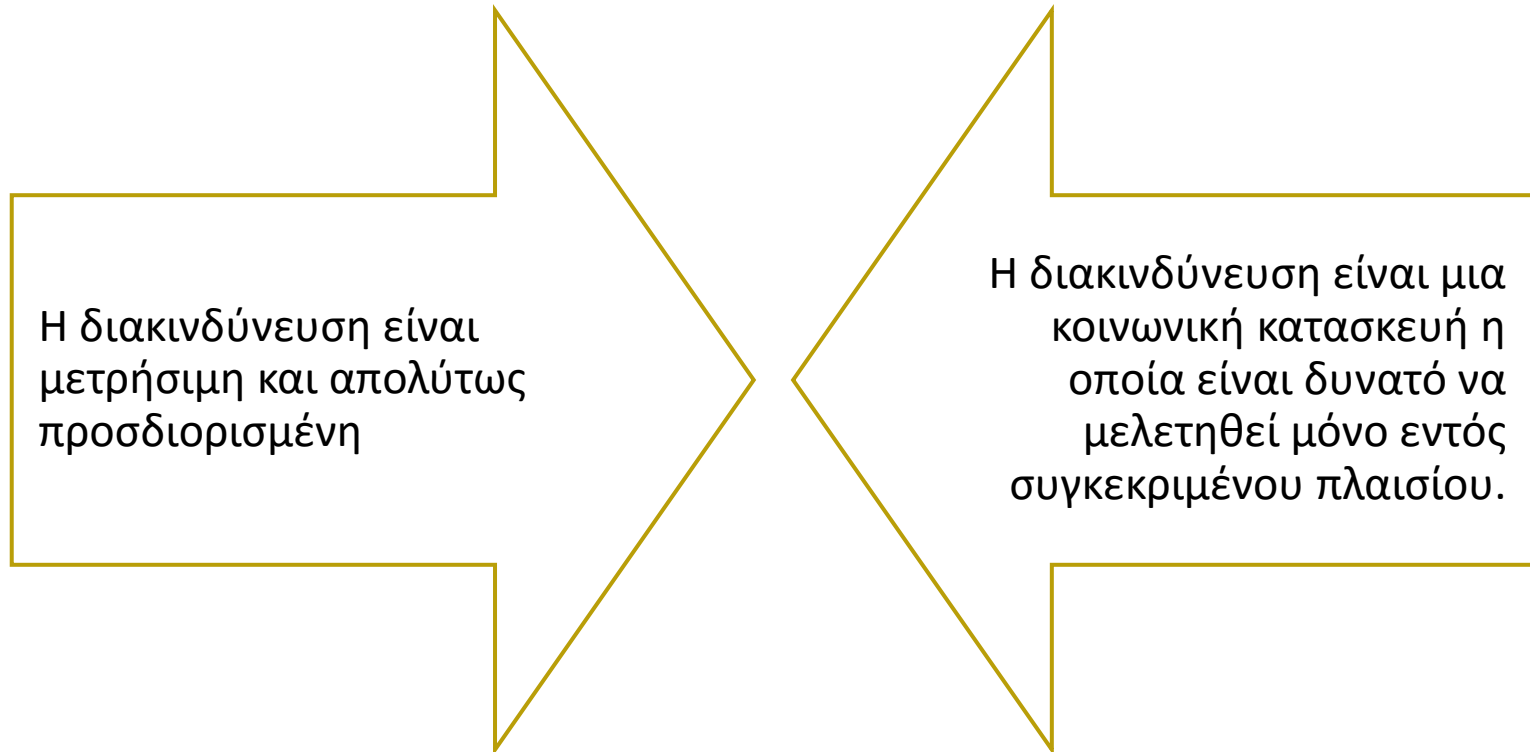 Η διακινδύνευση είναι
μετρήσιμη και απολύτως
προσδιορισμένη
Η διακινδύνευση είναι μια
κοινωνική κατασκευή η
οποία είναι δυνατό να
μελετηθεί μόνο εντός
συγκεκριμένου πλαισίου.